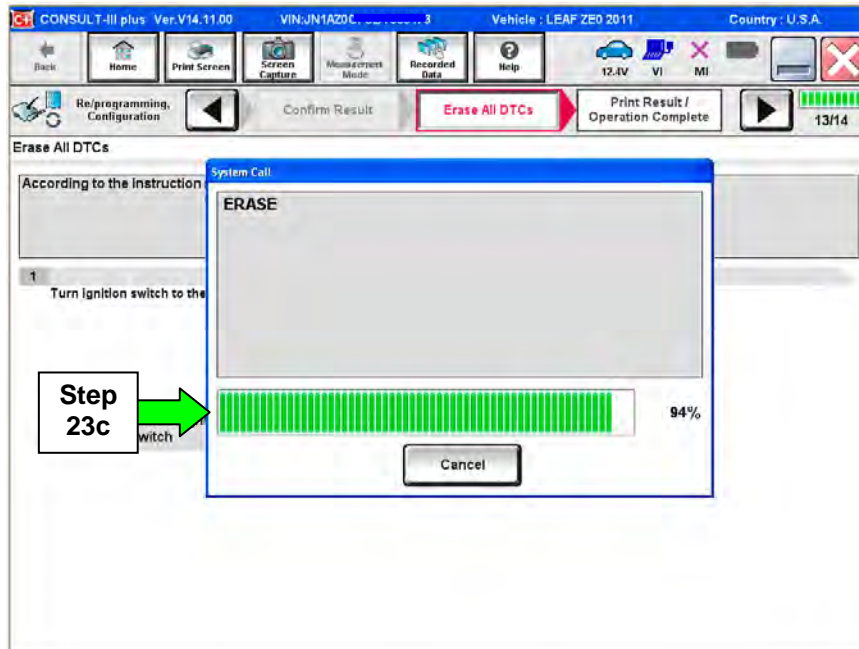 CONSULT-III plus Ver.V14.11.00 VIN:JN1AZ0 Vehicle : LEAF ZE0 2011 Country : U.S.A.
Back Home Print Screen Screen Capture Measurement Mode Recorded Data Help 12.4V VI MI
Re/programming, Configuration Confirm Result Erase All DTCs Print Result / Operation Complete 13/14
Erase All DTCs
System Call
According to the instruction
ERASE
1
Turn ignition switch to the
Step 23c
witch
94%
Cancel